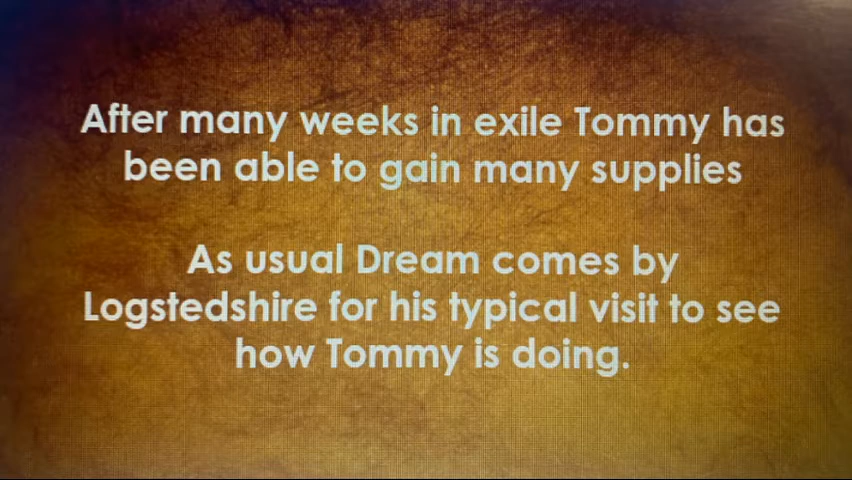 After many weeks in exile Tommy has
been able to gain many supplies
As usual Dream comes by
Logstedshire for his typical visit to see
how Tommy is doing.